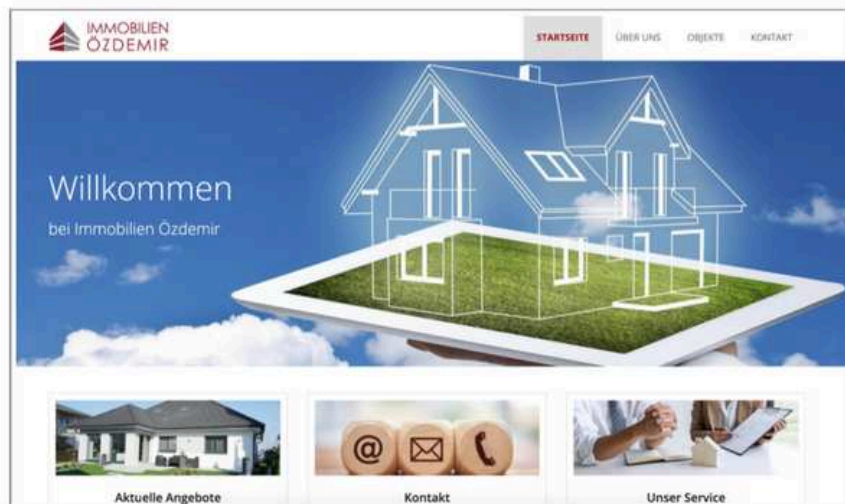 IMMOBILIEN
ÖZDEMIR
STARTSEITE ÜBER UNS OBJEKTE KONTAKT
Willkommen
bei Immobilien Özdemir
@
Aktuelle Angebote Kontakt Unser Service